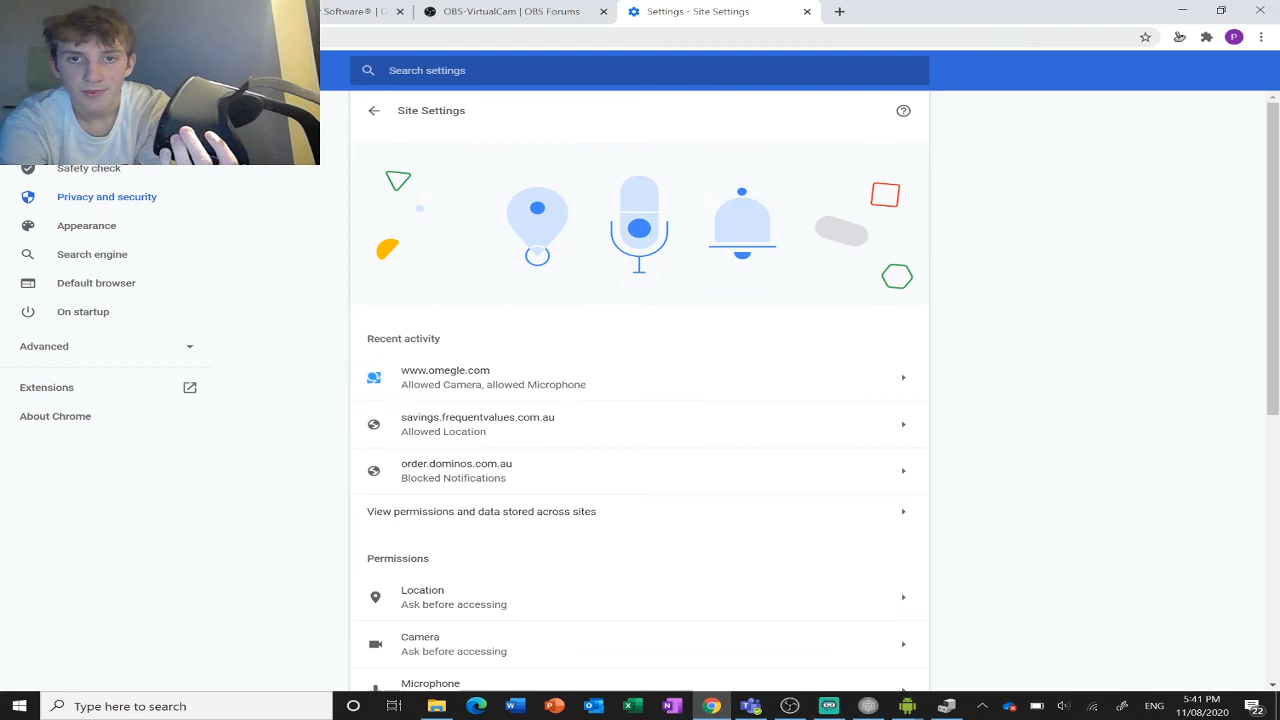 Software® | O
OBS-VirtualCam | OBS Forums
Settings - Site Settings
P
Search settings
Site Settings
Safety check
Privacy and security
Appearance
Search engine
Default browser
On startup
Advanced
Extensions
About Chrome
Recent activity
www.omegle.com
Allowed Camera, allowed Microphone
savings.frequentvalues.com.au
Allowed Location
order.dominos.com.au
Blocked Notifications
View permissions and data stored across sites
Permissions
Location
Ask before accessing
Camera
Ask before accessing
Microphone
Type here to search
ENG
5:41 PM
11/08/2020
22